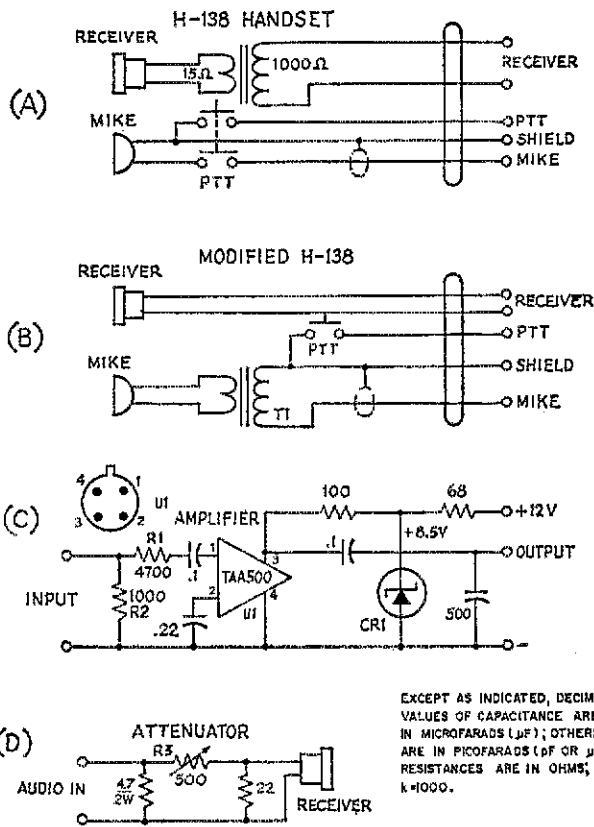 H-138 HANDSET
RECEIVER
15Ω
1000Ω
RECEIVER
(A)
MIKE
PTT
SHIELD
MIKE
PTT
MODIFIED H-138
RECEIVER
RECEIVER
(B)
PTT
PTT
MIKE
SHIELD
T1
MIKE
4
1
3
2
U1
(C)
AMPLIFIER
100
68
+12V
R1
4700
.1
1
+8.5V
.1
OUTPUT
TAA500
3
INPUT
1000
R2
2
4
U1
.22
CR1
500
-
(D)
ATTENUATOR
R3
500
AUDIO IN
4.7
2W
22
RECEIVER
EXCEPT AS INDICATED, DECIM
VALUES OF CAPACITANCE ARE
IN MICROFARADS (µF); OTHER
ARE IN PICOFARADS (pF OR µ
RESISTANCES ARE IN OHMS;
k=1000.